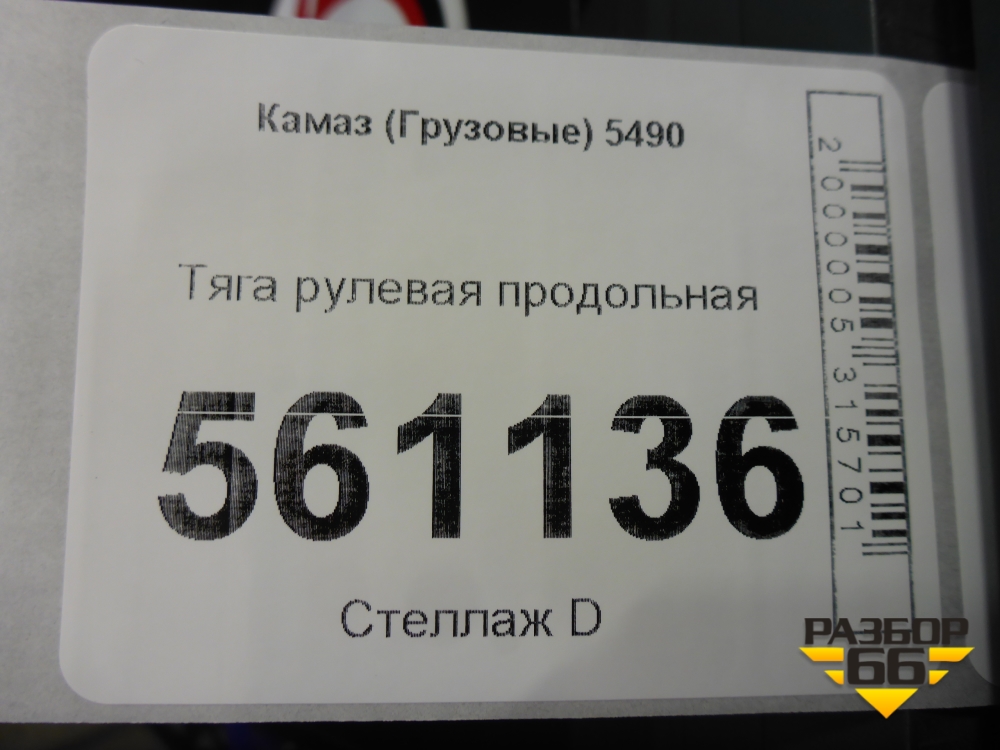 Камаз (Грузовые) 5490
Тяга рулевая продольная
561136
Стеллаж D
2000005315701
РАЗБОР
66